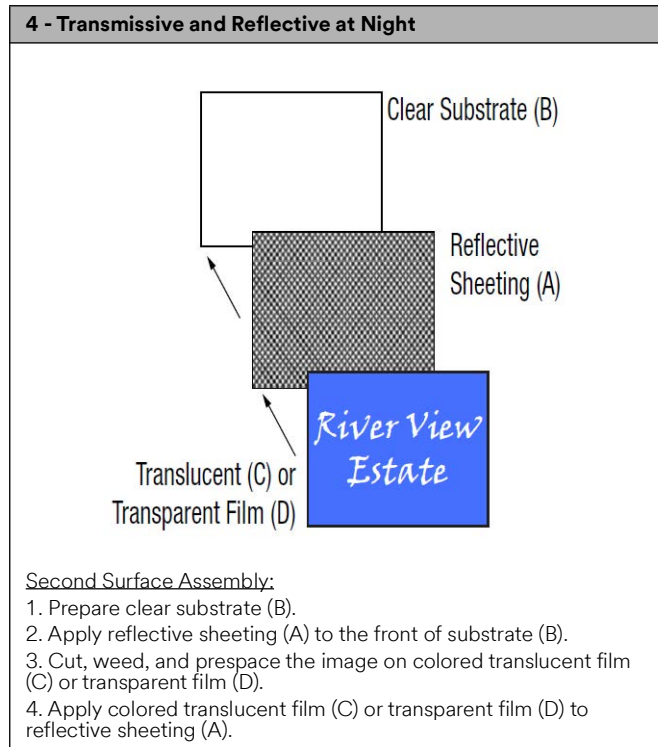 4 - Transmissive and Reflective at Night
Clear Substrate (B)
Reflective
Sheeting (A)
River View
Estate
Translucent (C) or
Transparent Film (D)
Second Surface Assembly:
1. Prepare clear substrate (B).
2. Apply reflective sheeting (A) to the front of substrate (B).
3. Cut, weed, and prespace the image on colored translucent film
(C) or transparent film (D).
4. Apply colored translucent film (C) or transparent film (D) to
reflective sheeting (A).